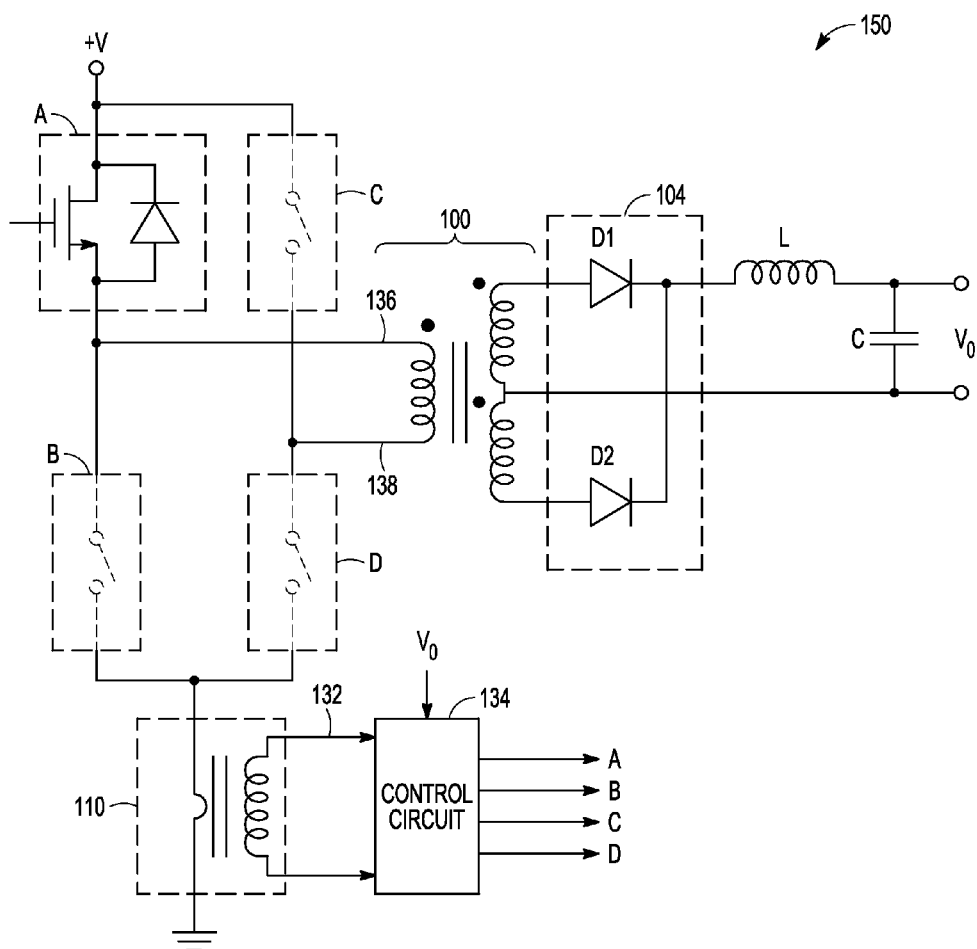 150
+V
A
C
104
100
D1
L
136
C
V0
B
138
D2
D
V0
132
134
110
CONTROL
CIRCUIT
A
B
C
D